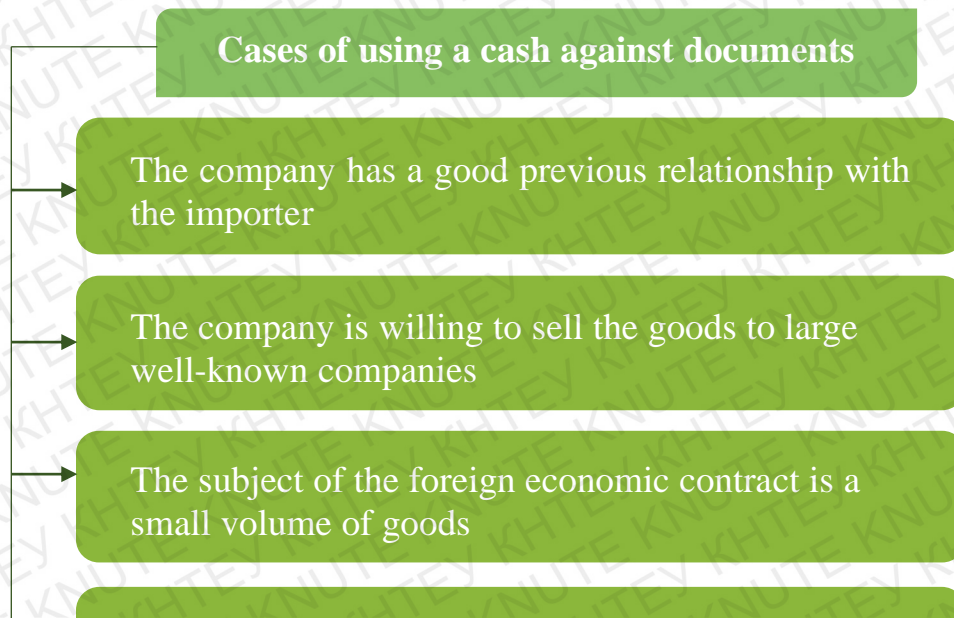 Cases of using a cash against documents
The company has a good previous relationship with
the importer
The company is willing to sell the goods to large
well-known companies
The subject of the foreign economic contract is a
small volume of goods
КНТЕУ KNUTE